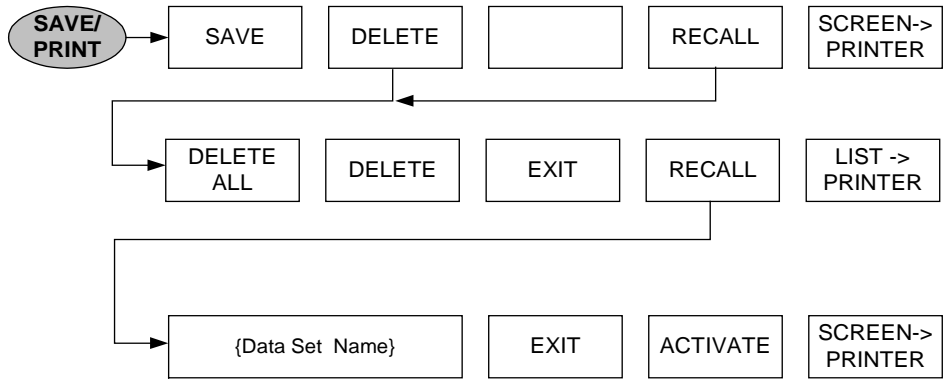 SAVE/
PRINT
SAVE
DELETE
RECALL
SCREEN->
PRINTER
DELETE
ALL
DELETE
EXIT
RECALL
LIST ->
PRINTER
{Data Set Name}
EXIT
ACTIVATE
SCREEN->
PRINTER